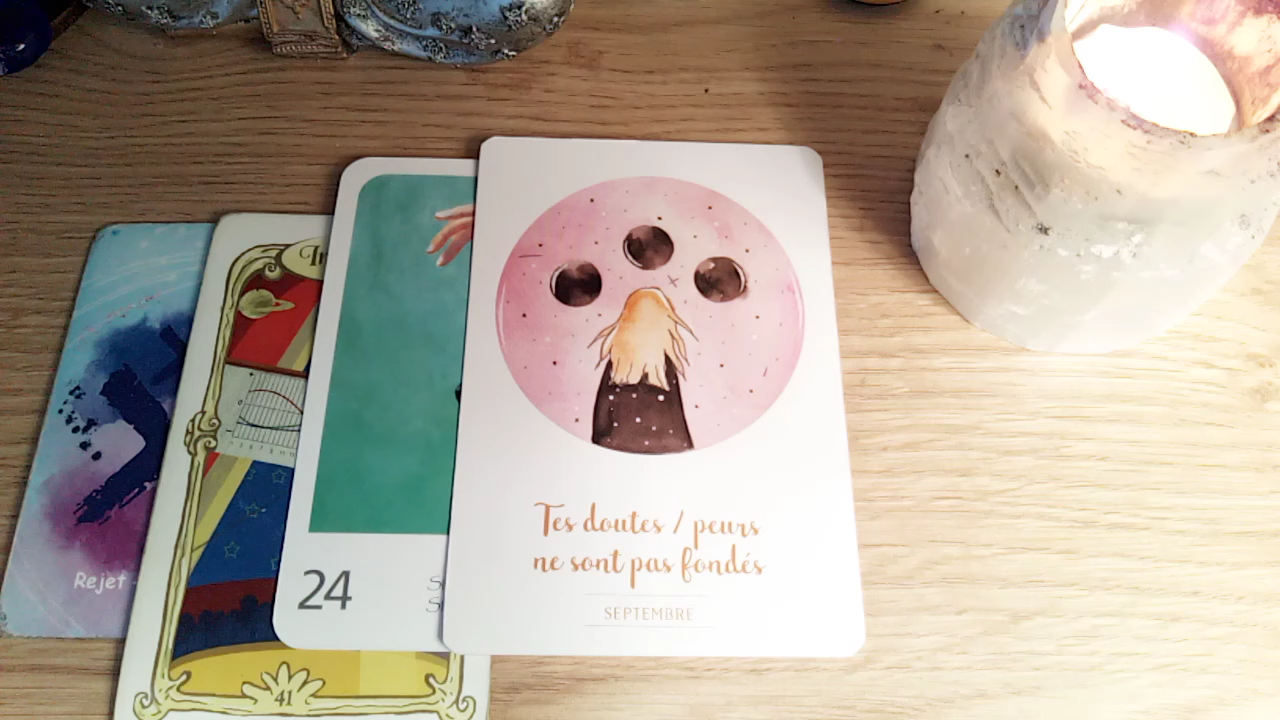 Tes doutes / peurs
ne sont pas fondés
SEPTEMBRE
24
Rejet
41